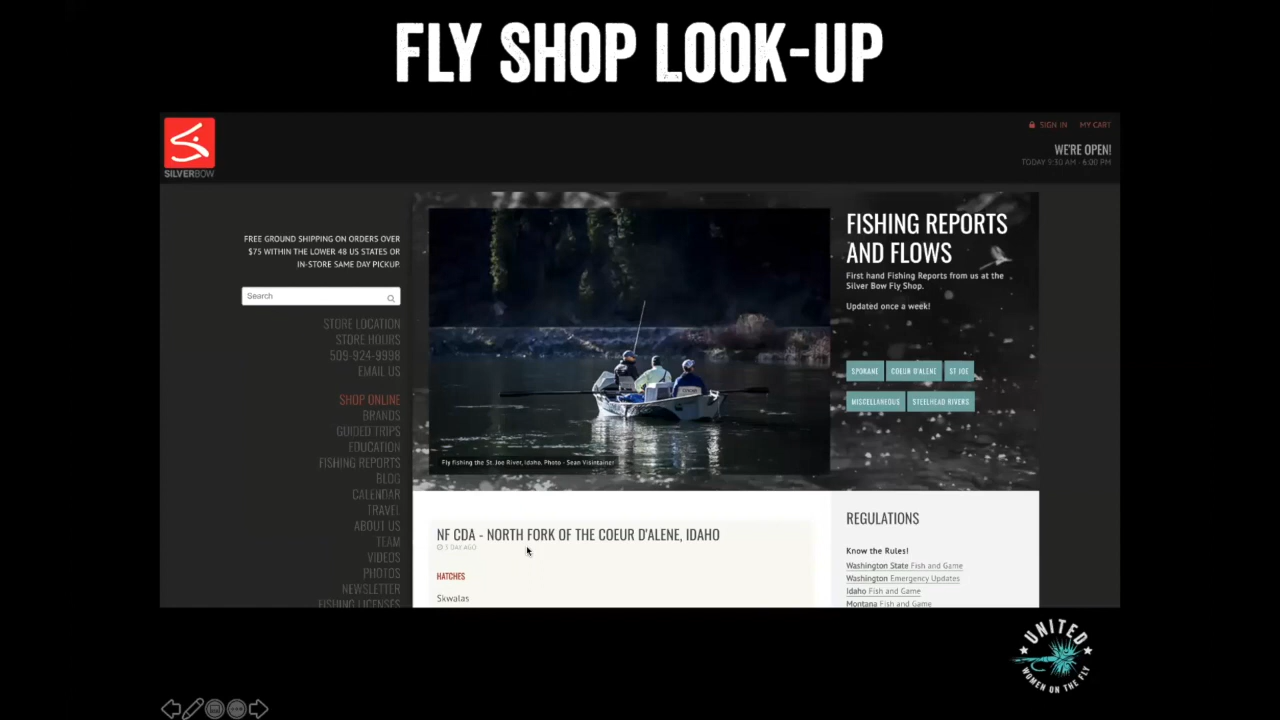 FLY SHOP LOOK-UP
SILVERBOW
SIGN IN MY CART
WE'RE OPEN!
TODAY 9:30 AM - 6:00 PM
FREE GROUND SHIPPING ON ORDERS OVER
$75 WITHIN THE LOWER 48 US STATES OR
IN-STORE SAME DAY PICKUP.
Search
STORE LOCATION
STORE HOURS
509-924-9998
EMAIL US
SHOP ONLINE
BRANDS
GUIDED TRIPS
EDUCATION
FISHING REPORTS
BLOG
CALENDAR
TRAVEL
ABOUT US
TEAM
VIDEOS
PHOTOS
NEWSLETTER
FISHING LICENSES
Fly fishing the St. Joe River, Idaho. Photo - Sean Visintainer
FISHING REPORTS
AND FLOWS
First hand Fishing Reports from us at the
Silver Bow Fly Shop.
Updated once a week!
SPOKANE COEUR D'ALENE ST JOE
MISCELLANEOUS STEELHEAD RIVERS
NF CDA - NORTH FORK OF THE COEUR D'ALENE, IDAHO
DAY AGO
HATCHES
Skwalas
REGULATIONS
Know the Rules!
Washington State Fish and Game
Washington Emergency Updates
Idaho Fish and Game
Montana Fish and Game
UNITED
WOMEN ON THE FLY